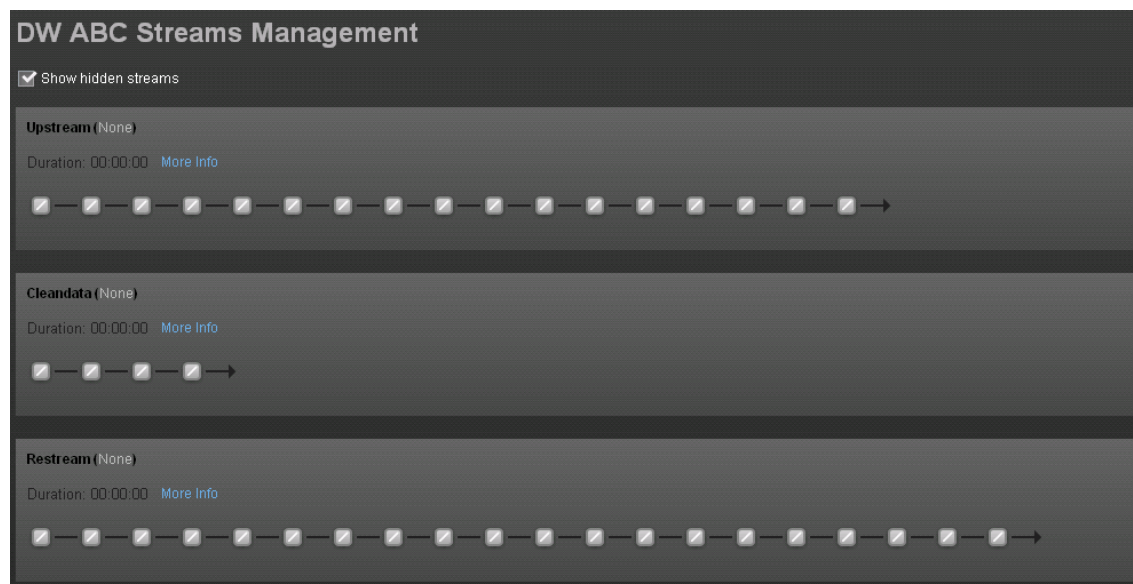 DW ABC Streams Management
Show hidden streams
Upstream (None)
Duration: 00:00:00 More Info
Cleandata (None)
Duration: 00:00:00 More Info
Restream (None)
Duration: 00:00:00 More Info